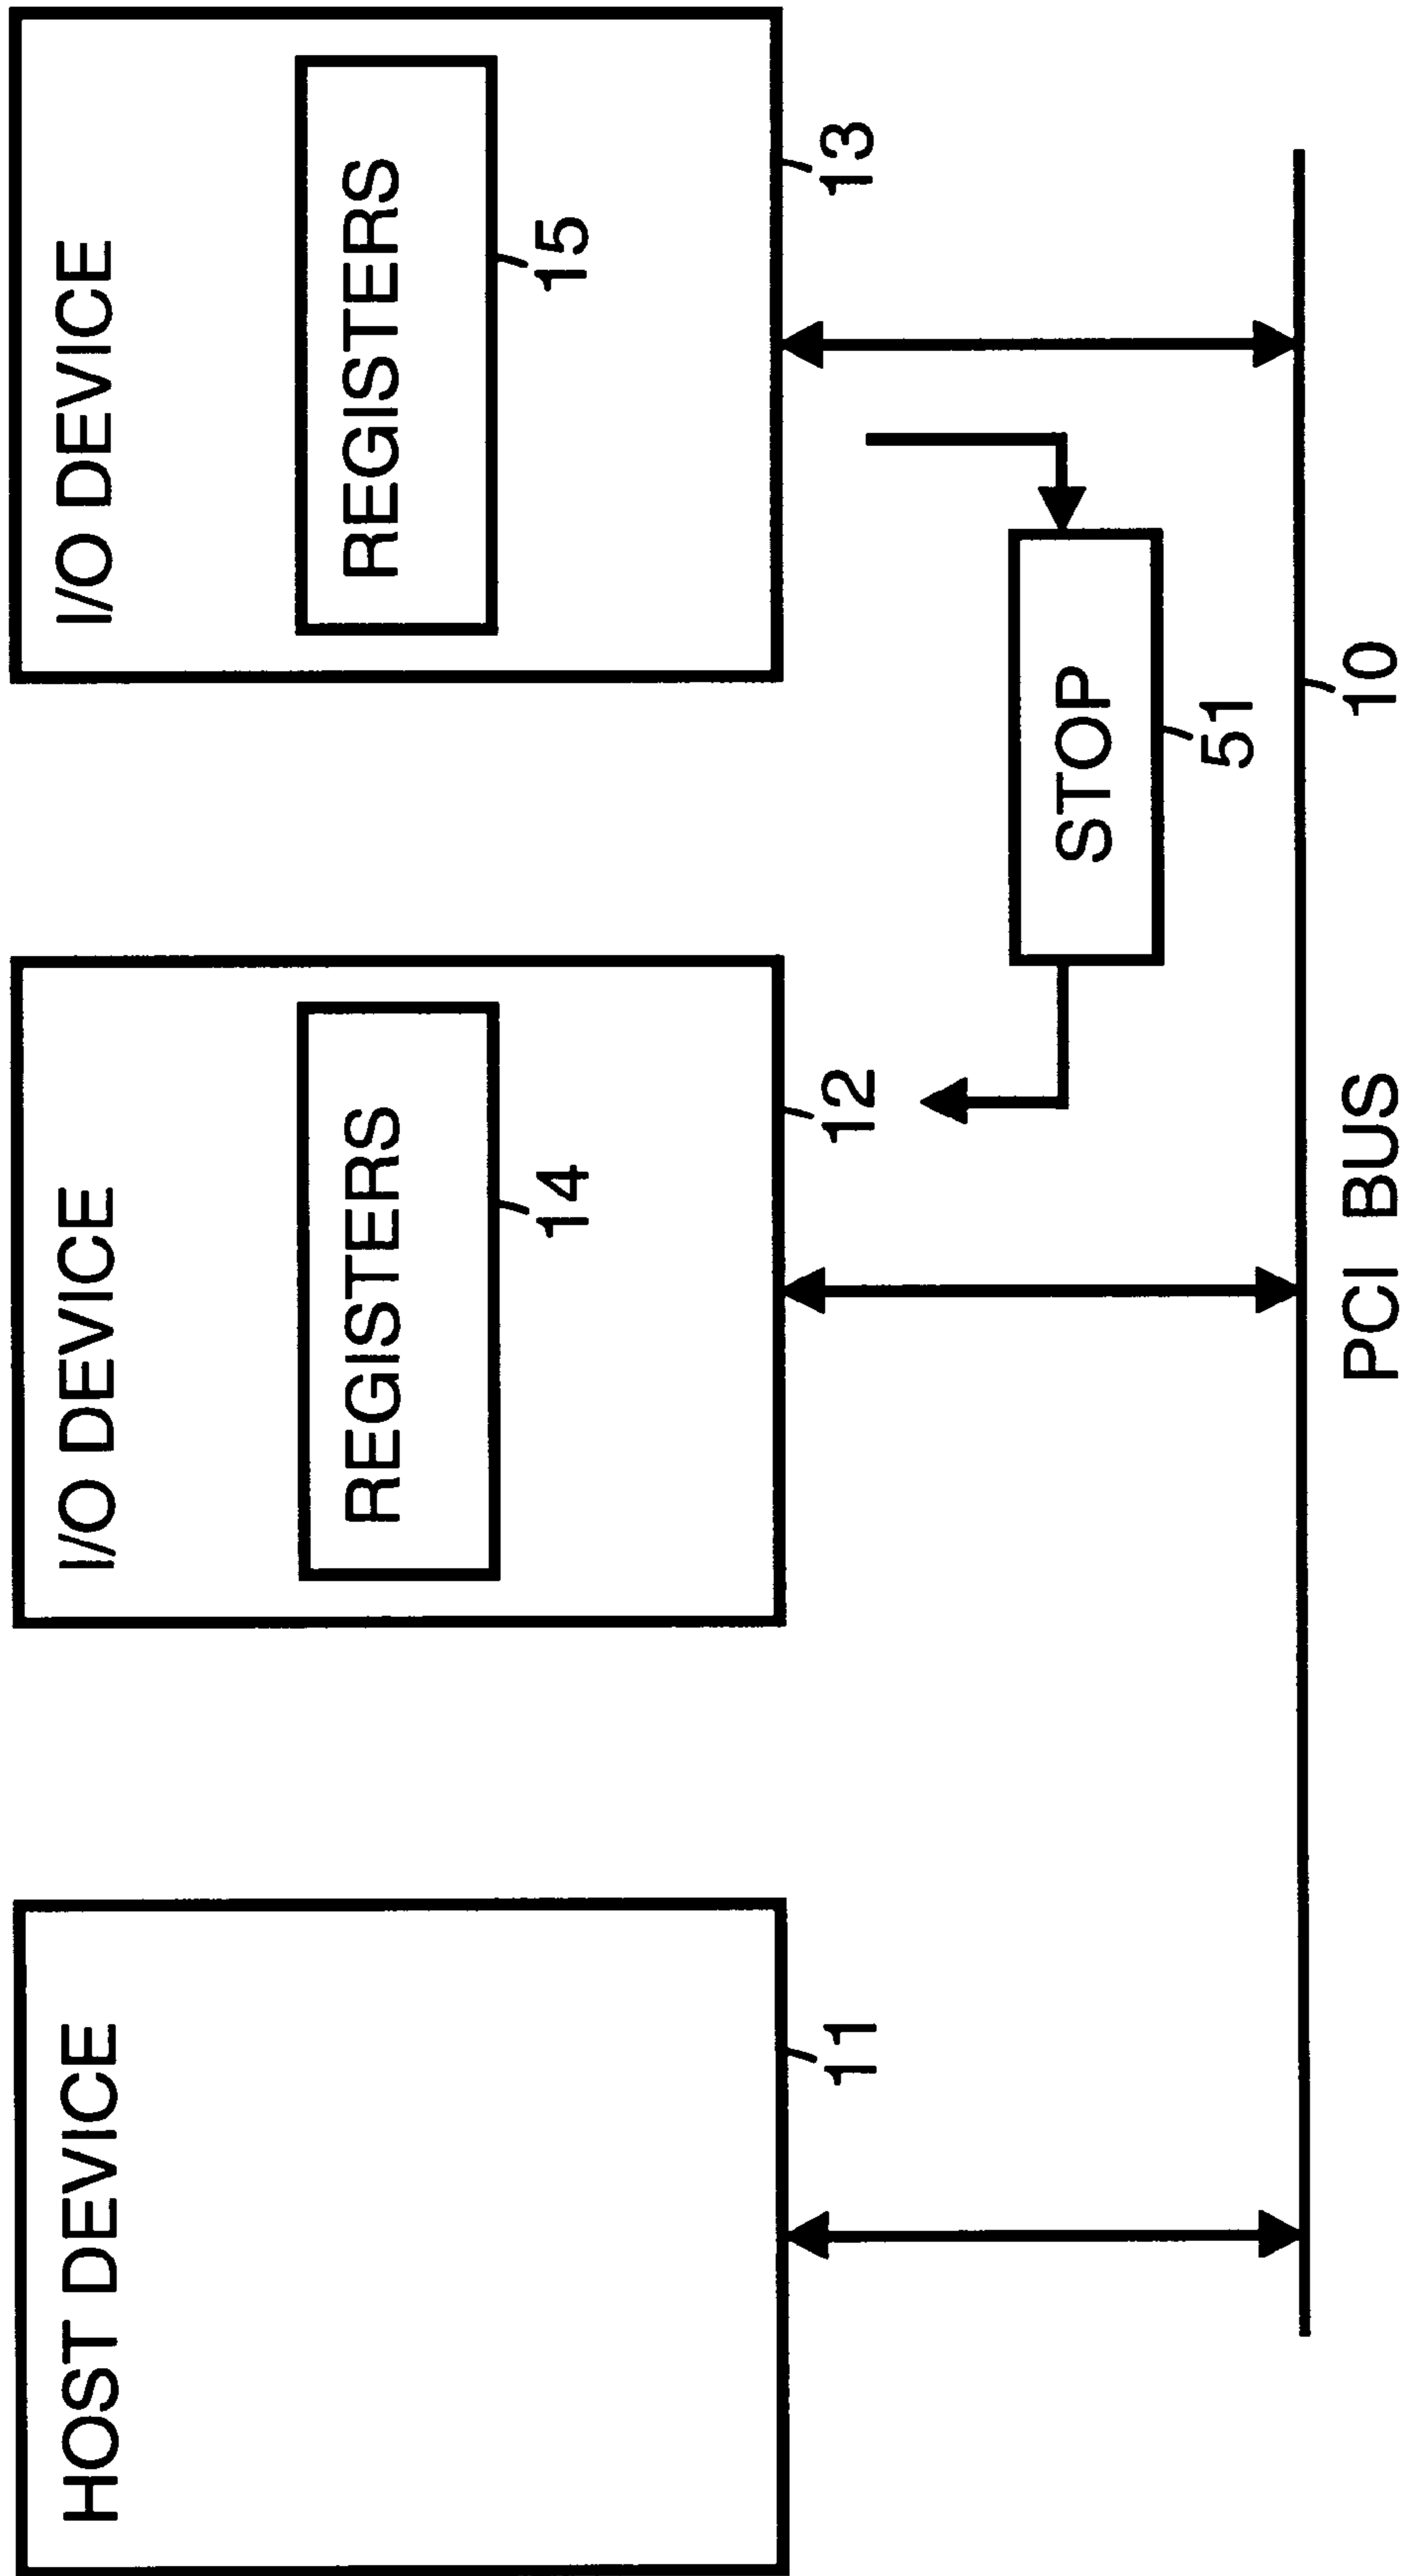 HOST DEVICE
11
I/O DEVICE
REGISTERS
14
12
I/O DEVICE
REGISTERS
15
13
STOP
51
PCI BUS
10